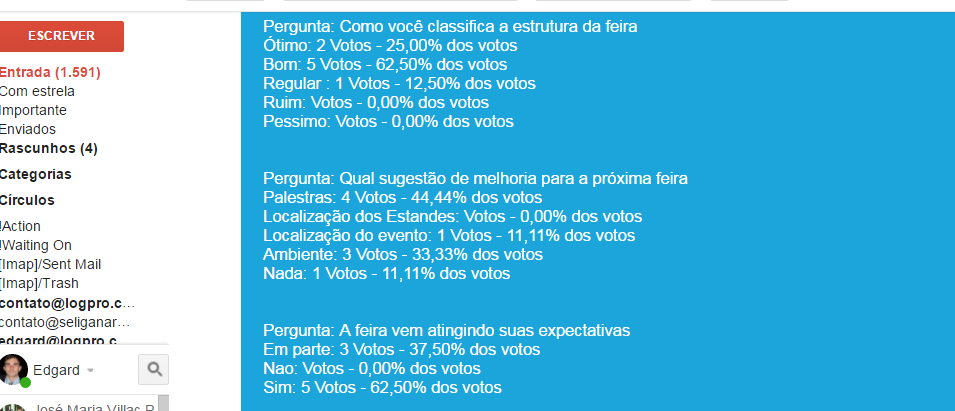 ESCREVER
Entrada (1.591)
Com estrela
Importante
Enviados
Rascunhos (4)
Categorias
Círculos
!Action
!Waiting On
[Imap]/Sent Mail
[Imap]/Trash
contato@logpro.c...
contato@seliganar...
edgard@logpro.c
Edgard
José Maria Villac P
Pergunta: Como você classifica a estrutura da feira
Ótimo: 2 Votos - 25,00% dos votos
Bom: 5 Votos - 62,50% dos votos
Regular : 1 Votos - 12,50% dos votos
Ruim: Votos - 0,00% dos votos
Pessimo: Votos - 0,00% dos votos
Pergunta: Qual sugestão de melhoria para a próxima feira
Palestras: 4 Votos - 44,44% dos votos
Localização dos Estandes: Votos - 0,00% dos votos
Localização do evento: 1 Votos - 11,11% dos votos
Ambiente: 3 Votos - 33,33% dos votos
Nada: 1 Votos - 11,11% dos votos
Pergunta: A feira vem atingindo suas expectativas
Em parte: 3 Votos - 37,50% dos votos
Nao: Votos - 0,00% dos votos
Sim: 5 Votos - 62,50% dos votos